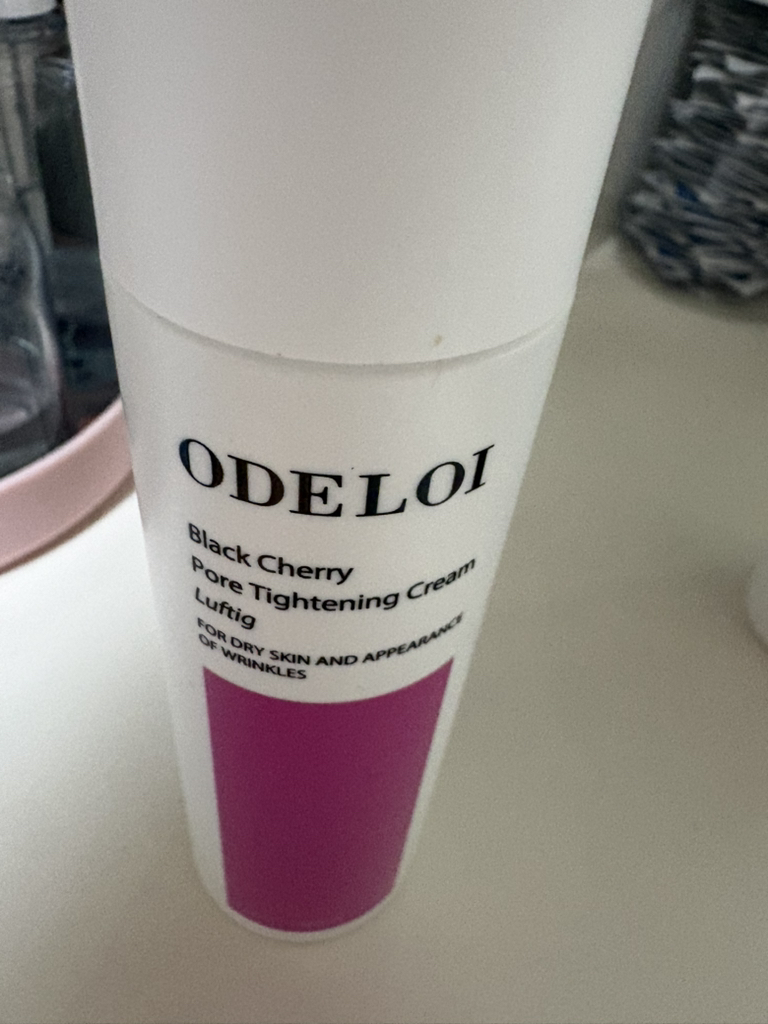 ODELOI
Black Cherry
Pore Tightening Cream
Luftig
FOR DRY SKIN AND APPEARANCE
OF WRINKLES